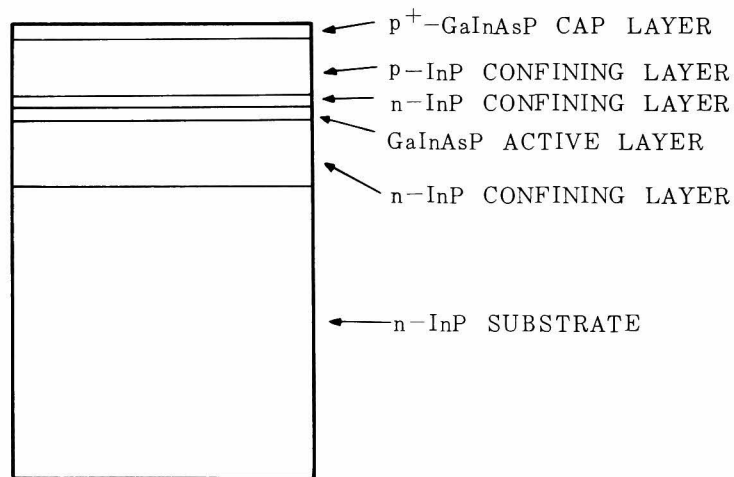 p+-GaInAsP CAP LAYER
p-InP CONFINING LAYER
n-InP CONFINING LAYER
GaInAsP ACTIVE LAYER
n-InP CONFINING LAYER
n-InP SUBSTRATE